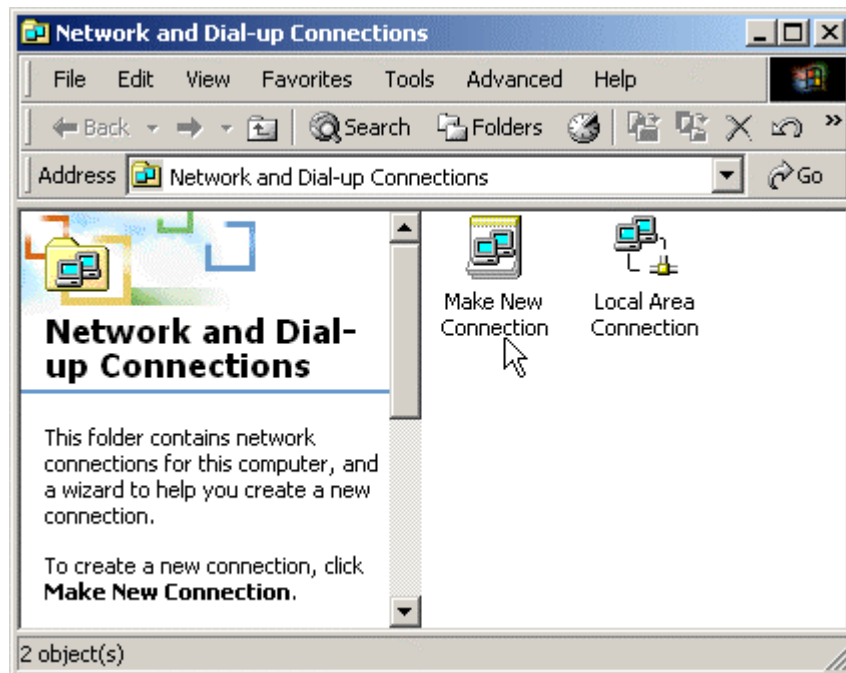 Network and Dial-up Connections
File Edit View Favorites Tools Advanced Help
Back Search Folders »
Address Network and Dial-up Connections Go
Network and Dial-
up Connections
This folder contains network
connections for this computer, and
a wizard to help you create a new
connection.
To create a new connection, click
Make New Connection.
Make New
Connection
Local Area
Connection
2 object(s)